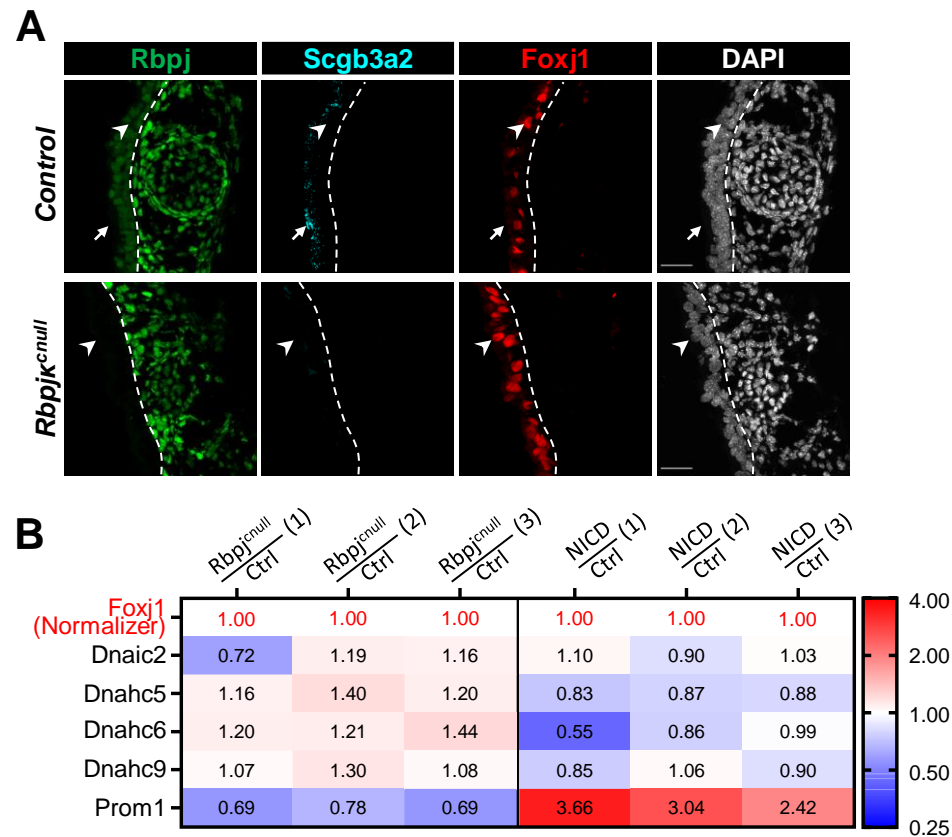 A
Rbpj Scgb3a2 Foxj1 DAPI
Control
Rbpjκcnull
B
Rbpjcnull/Ctrl (1) Rbpjcnull/Ctrl (2) Rbpjcnull/Ctrl (3) NICD/Ctrl (1) NICD/Ctrl (2) NICD/Ctrl (3)
Foxj1
(Normalizer) 1.00 1.00 1.00 1.00 1.00 1.00
Dnaic2 0.72 1.19 1.16 1.10 0.90 1.03
Dnahc5 1.16 1.40 1.20 0.83 0.87 0.88
Dnahc6 1.20 1.21 1.44 0.55 0.86 0.99
Dnahc9 1.07 1.30 1.08 0.85 1.06 0.90
Prom1 0.69 0.78 0.69 3.66 3.04 2.42
4.00
2.00
1.00
0.50
0.25